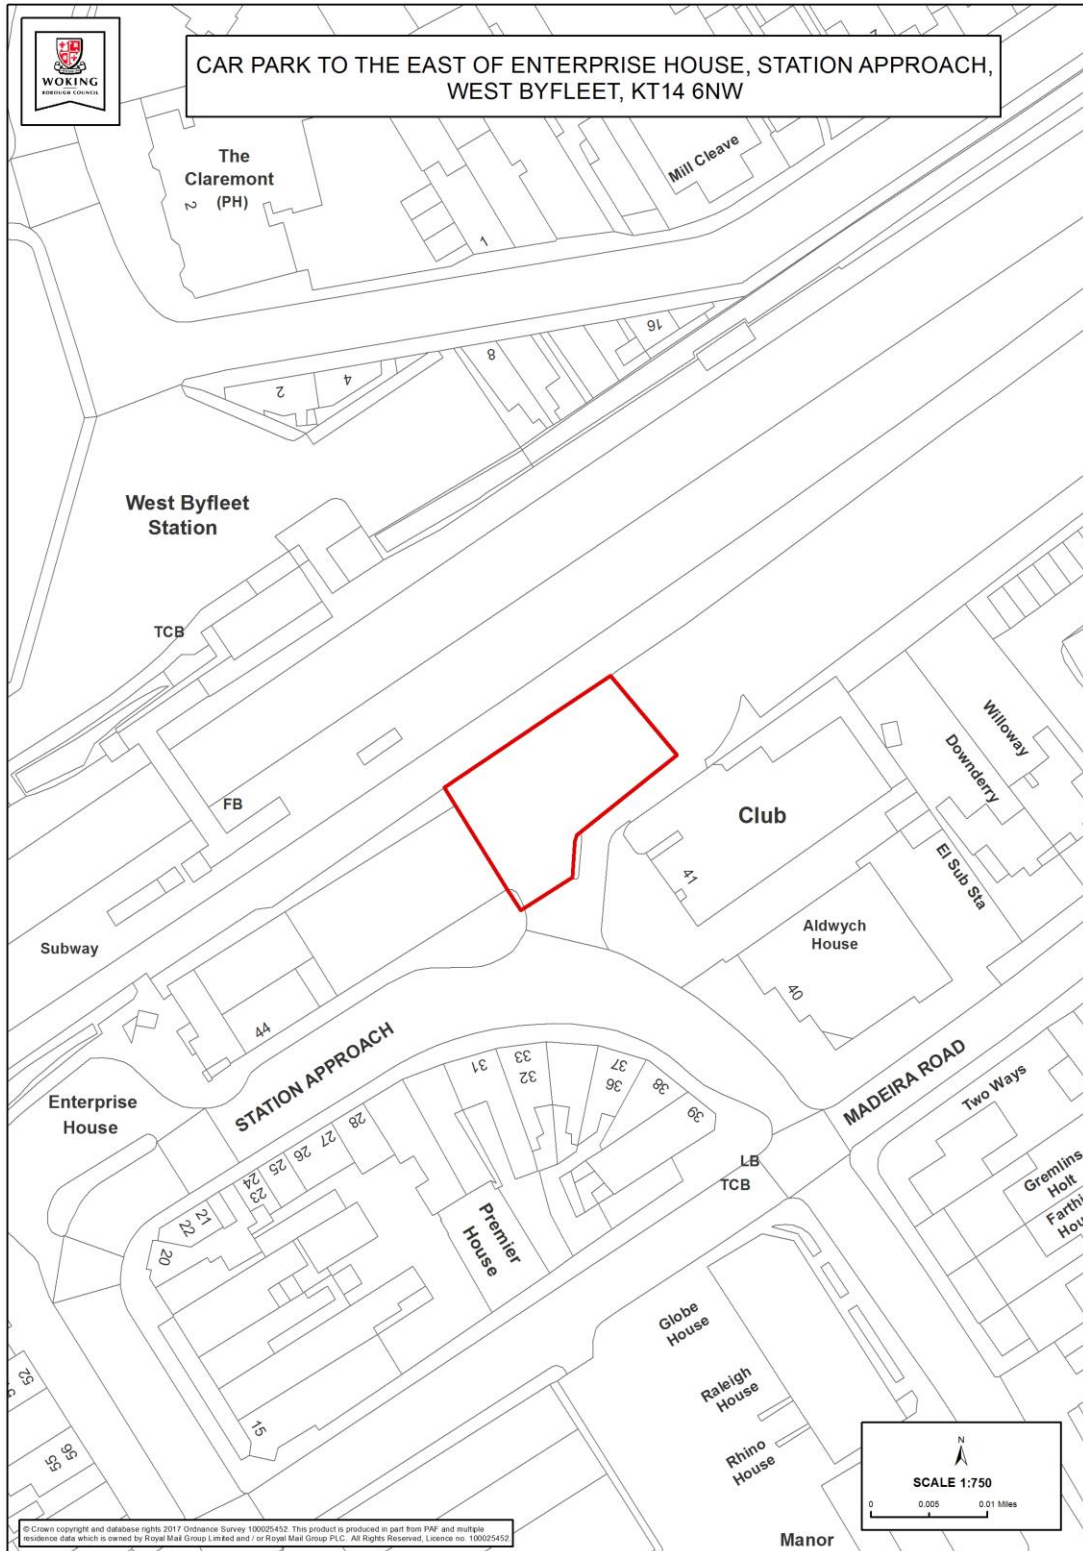 WOKING
BOROUGH COUNCIL
CAR PARK TO THE EAST OF ENTERPRISE HOUSE, STATION APPROACH,
WEST BYFLEET, KT14 6NW
The
Claremont
(PH)
2
Mill Cleave
1
16
8
4
2
West Byfleet
Station
TCB
FB
Subway
Willoway
Downderry
Club
El Sub Sta
41
Aldwych
House
40
44
STATION APPROACH
MADEIRA ROAD
Enterprise
House
31
33
32
37
36
38
39
28
27
26
25
24
23
21
22
20
Premier
House
LB
TCB
Two Ways
Gremlins
Holt
Globe
House
Raleigh
House
Rhino
House
15
52
56
55
Manor
N
SCALE 1:750
0 0.005 0.01 Miles
© Crown copyright and database rights 2017 Ordnance Survey 100025452. This product is produced in part from PAF and multiple
residence data which is owned by Royal Mail Group Limited and / or Royal Mail Group PLC. All Rights Reserved, Licence no. 100025452